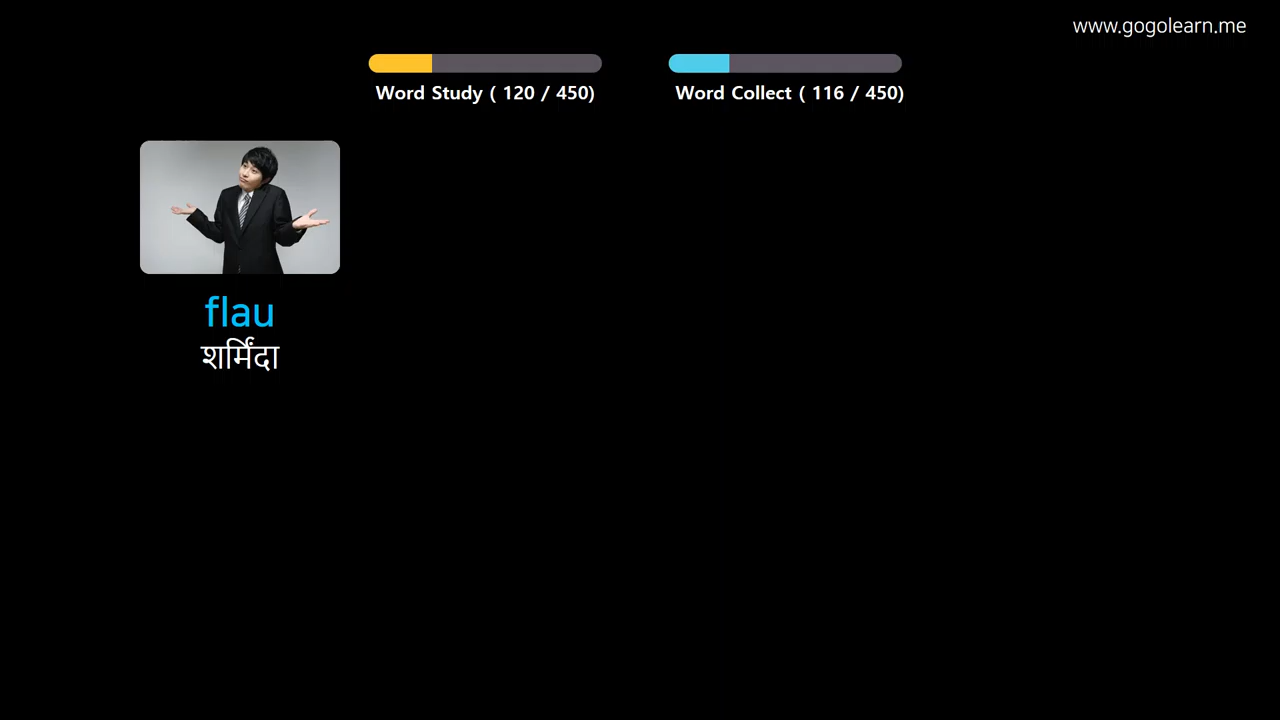 www.gogolearn.me
Word Study ( 120 / 450)
Word Collect ( 116 / 450)
flau
शर्मिंदा